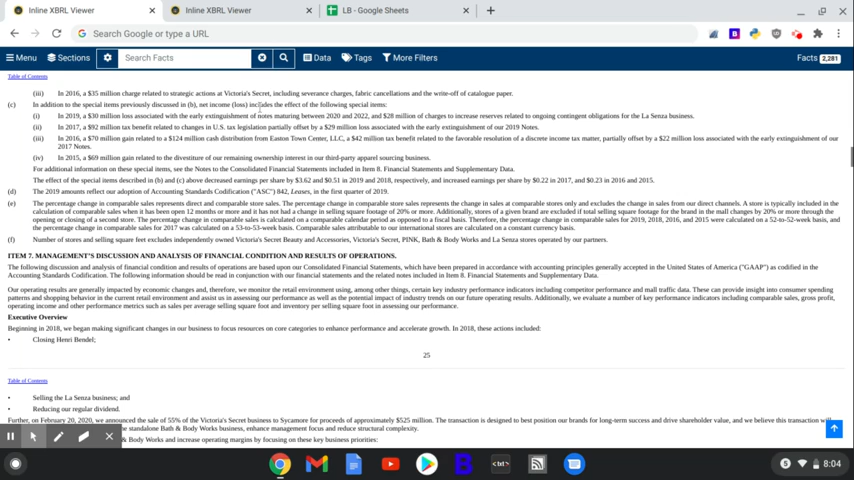 Inline XBRL Viewer
Inline XBRL Viewer
LB - Google Sheets
Search Google or type a URL
Menu Sections Search Facts Data Tags More Filters Facts 2,281
Table of Contents
(iii) In 2016, a $35 million charge related to strategic actions at Victoria's Secret, including severance charges, fabric cancellations and the write-off of catalogue paper.
(c) In addition to the special items previously discussed in (b), net income (loss) includes the effect of the following special items:
(i) In 2019, a $30 million loss associated with the early extinguishment of notes maturing between 2020 and 2022, and $28 million of charges to increase reserves related to ongoing contingent obligations for the La Senza business.
(ii) In 2017, a $92 million tax benefit related to changes in U.S. tax legislation partially offset by a $29 million loss associated with the early extinguishment of our 2019 Notes.
(iii) In 2016, a $70 million gain related to a $124 million cash distribution from Easton Town Center, LLC, a $42 million tax benefit related to the favorable resolution of a discrete income tax matter, partially offset by a $22 million loss associated with the early extinguishment of our
2017 Notes.
(iv) In 2015, a $69 million gain related to the divestiture of our remaining ownership interest in our third-party apparel sourcing business.
For additional information on these special items, see the Notes to the Consolidated Financial Statements included in Item 8. Financial Statements and Supplementary Data.
The effect of the special items described in (b) and (c) above decreased earnings per share by $3.62 and $0.51 in 2019 and 2018, respectively, and increased earnings per share by $0.22 in 2017, and $0.23 in 2016 and 2015.
(d) The 2019 amounts reflect our adoption of Accounting Standards Codification ("ASC") 842, Leases, in the first quarter of 2019.
(e) The percentage change in comparable sales represents direct and comparable store sales. The percentage change in comparable store sales represents the change in sales at comparable stores only and excludes the change in sales from our direct channels. A store is typically included in the
calculation of comparable sales when it has been open 12 months or more and it has not had a change in selling square footage of 20% or more. Additionally, stores of a given brand are excluded if total selling square footage for the brand in the mall changes by 20% or more through the
opening or closing of a second store. The percentage change in comparable sales is calculated on a comparable calendar period as opposed to a fiscal basis. Therefore, the percentage change in comparable sales for 2019, 2018, 2016, and 2015 were calculated on a 52-to-52-week basis, and
the percentage change in comparable sales for 2017 was calculated on a 53-to-53-week basis. Comparable sales attributable to our international stores are calculated on a constant currency basis.
(f) Number of stores and selling square feet excludes independently owned Victoria's Secret Beauty and Accessories, Victoria's Secret, PINK, Bath & Body Works and La Senza stores operated by our partners.
ITEM 7. MANAGEMENT'S DISCUSSION AND ANALYSIS OF FINANCIAL CONDITION AND RESULTS OF OPERATIONS.
The following discussion and analysis of financial condition and results of operations are based upon our Consolidated Financial Statements, which have been prepared in accordance with accounting principles generally accepted in the United States of America ("GAAP") as codified in the
Accounting Standards Codification. The following information should be read in conjunction with our financial statements and the related notes included in Item 8. Financial Statements and Supplementary Data.
Our operating results are generally impacted by economic changes and, therefore, we monitor the retail environment using, among other things, certain key industry performance indicators including competitor performance and mall traffic data. These can provide insight into consumer spending
patterns and shopping behavior in the current retail environment and assist us in assessing our performance as well as the potential impact of industry trends on our future operating results. Additionally, we evaluate a number of key performance indicators including comparable sales, gross profit,
operating income and other performance metrics such as sales per average selling square foot and inventory per selling square foot in assessing our performance.
Executive Overview
Beginning in 2018, we began making significant changes in our business to focus resources on core categories to enhance performance and accelerate growth. In 2018, these actions included:
• Closing Henri Bendel;
25
Table of Contents
• Selling the La Senza business; and
• Reducing our regular dividend.
Further, on February 20, 2020, we announced the sale of 55% of the Victoria's Secret business to Sycamore for proceeds of approximately $525 million. The transaction is designed to best position our brands for long-term success and drive shareholder value, and we believe this transaction will
e standalone Bath & Body Works business, enhance management focus and reduce structural complexity.
& Body Works and increase operating margins by focusing on these key business priorities:
8:04